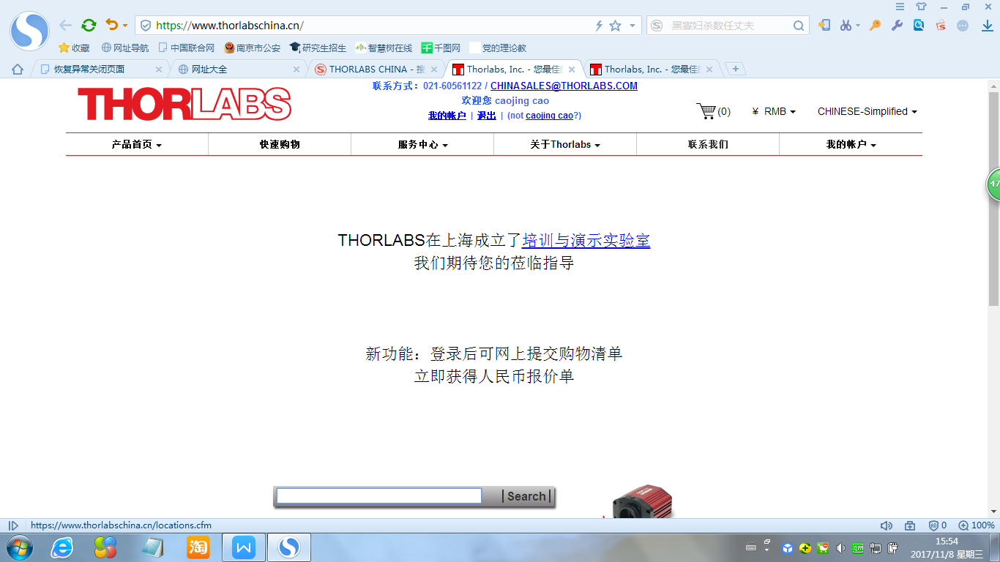 https://www.thorlabschina.cn/
黑寡妇杀数任丈夫
收藏
网址导航
中国联合网
南京市公安
研究生招生
智慧树在线
千图网
党的理论教
恢复异常关闭页面
网址大全
THORLABS CHINA - 搜
Thorlabs, Inc. - 您最佳
Thorlabs, Inc. - 您最佳
THORLABS
联系方式：021-60561122 / CHINASALES@THORLABS.COM
欢迎您 caojing cao
我的帐户 | 退出 | (not caojing cao?)
(0)
¥ RMB
CHINESE-Simplified
产品首页
快速购物
服务中心
关于Thorlabs
联系我们
我的帐户
47
THORLABS在上海成立了培训与演示实验室
我们期待您的莅临指导
新功能：登录后可网上提交购物清单
立即获得人民币报价单
| Search |
https://www.thorlabschina.cn/locations.cfm
0
100%
淘
15:54
2017/11/8 星期三